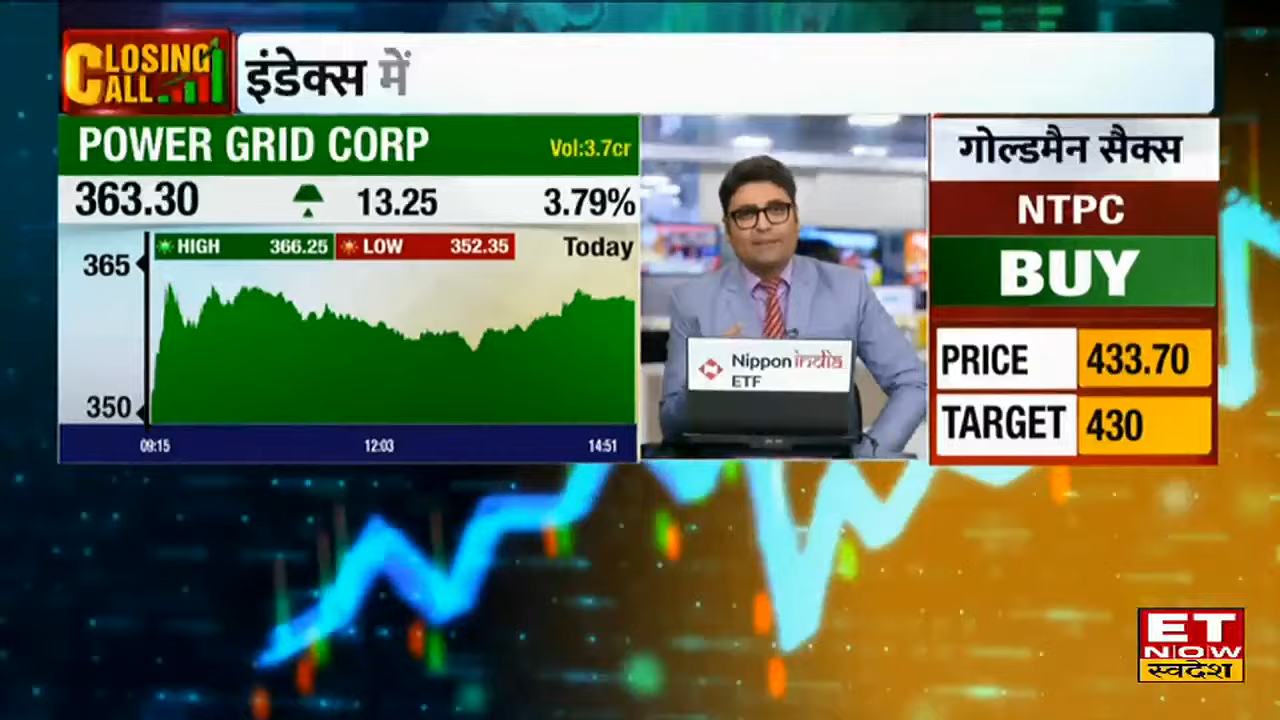 CLOSING CALL
इंडेक्स में
POWER GRID CORP
Vol:3.7cr
363.30 13.25 3.79%
HIGH 366.25 LOW 352.35 Today
365
350
09:15 12:03 14:51
Nippon india
ETF
गोल्डमैन सैक्स
NTPC
BUY
PRICE 433.70
TARGET 430
ET
NOW
स्वदेश